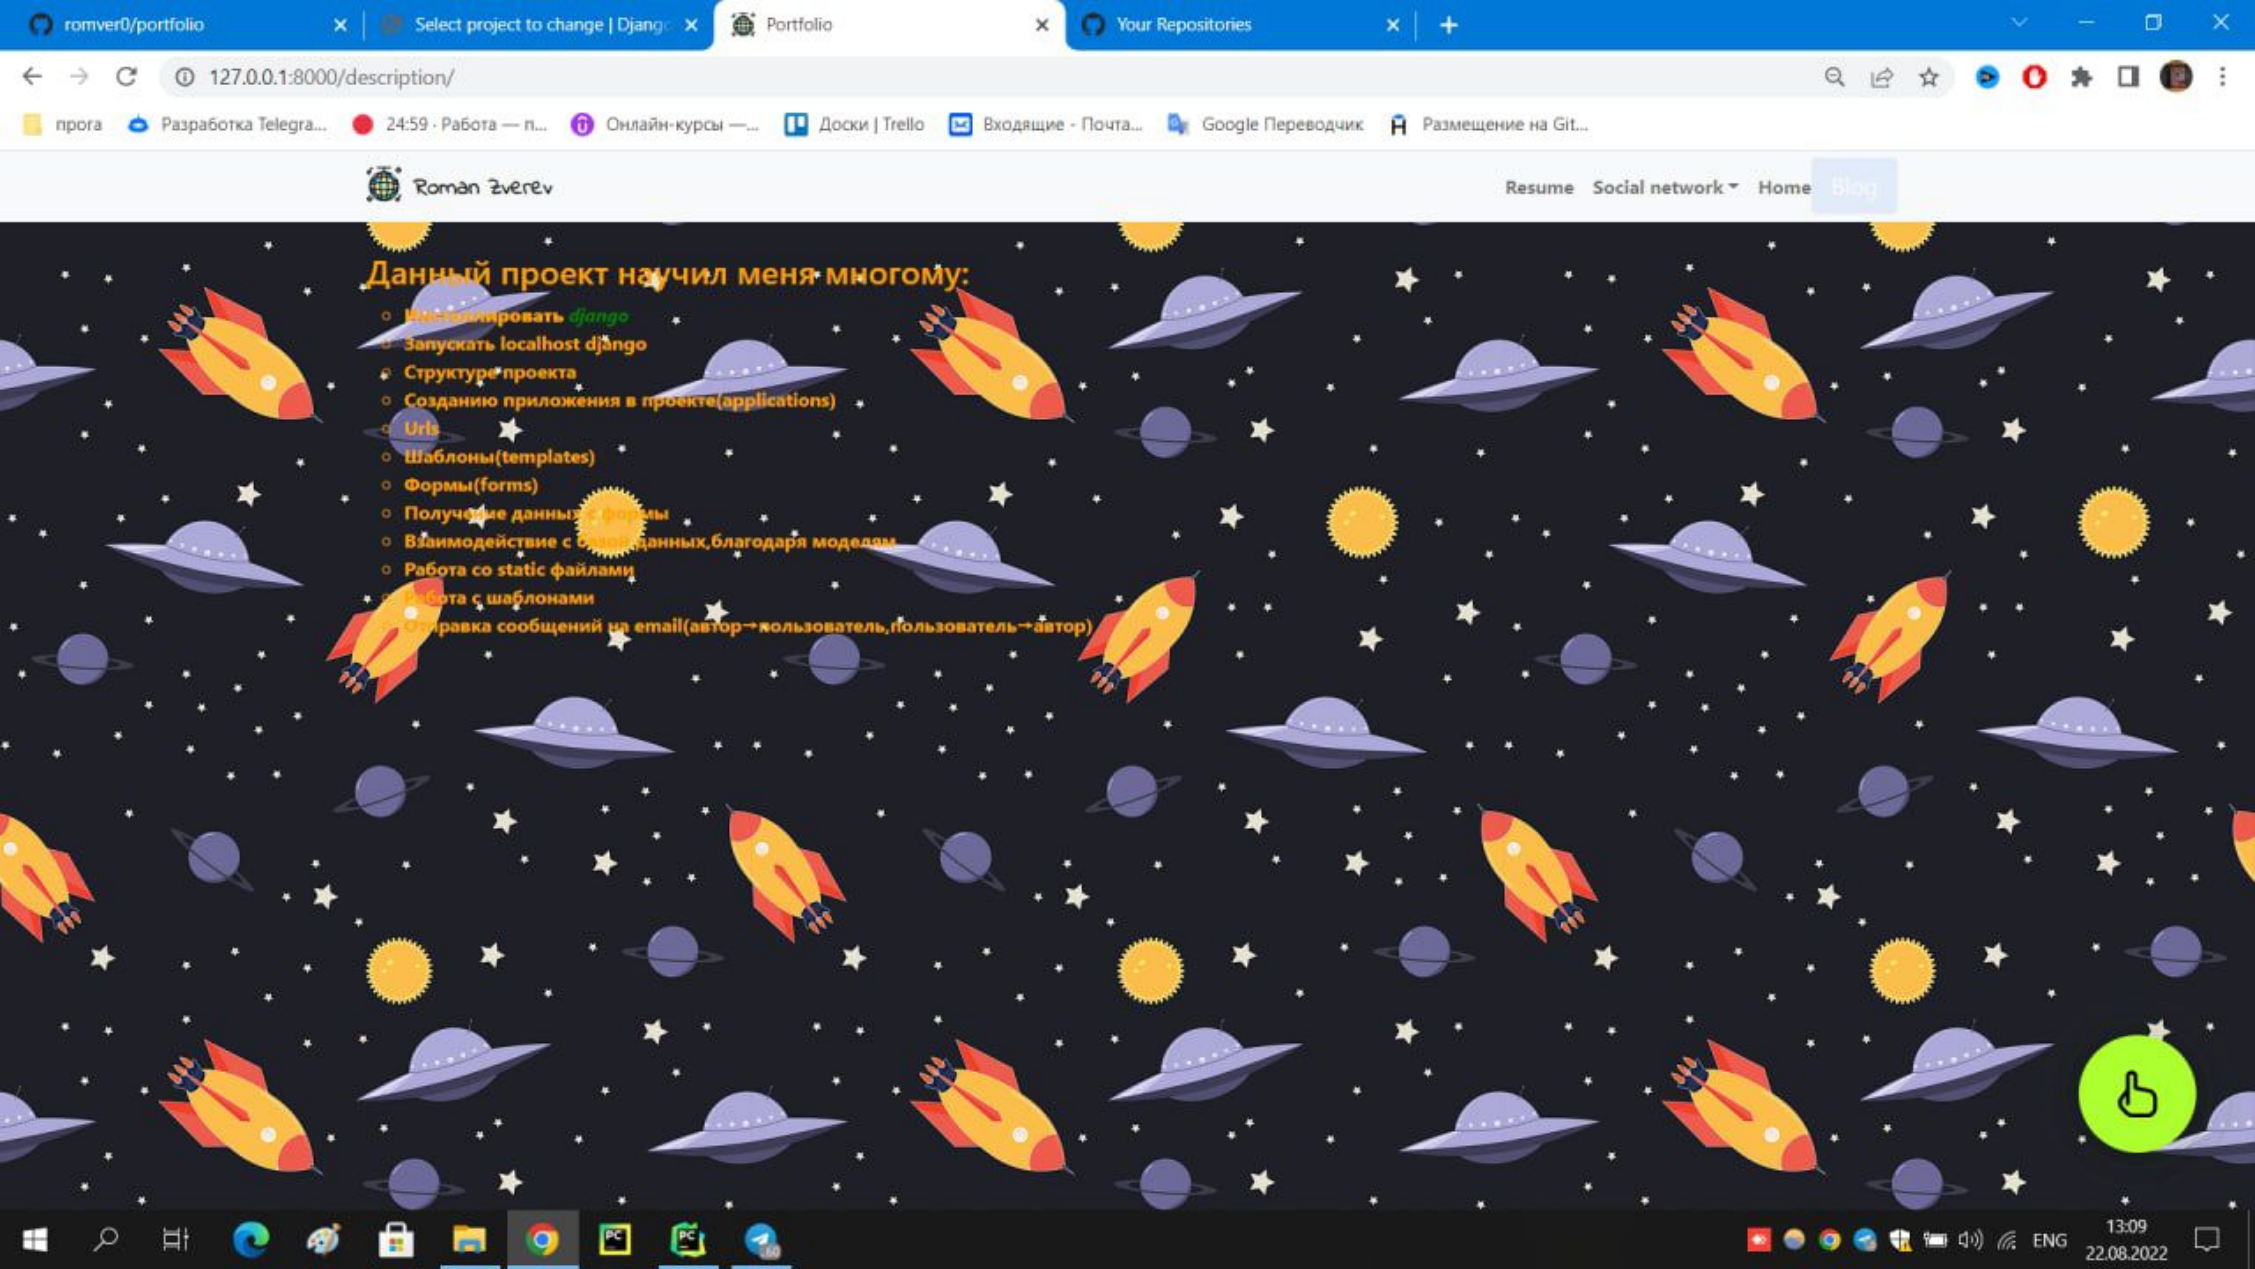 romver0/portfolio
Select project to change | Django
Portfolio
Your Repositories
127.0.0.1:8000/description/
прога
Разработка Telegra...
24:59 · Работа — п...
Онлайн-курсы —...
Доски | Trello
Входящие - Почта...
Google Переводчик
Размещение на Git...
Roman Zverev
Resume
Social network
Home
Blog
Данный проект научил меня многому:
Инсталлировать django
Запускать localhost django
Структуре проекта
Созданию приложения в проекте(applications)
Urls
Шаблоны(templates)
Формы(forms)
Получение данных с формы
Взаимодействие с базой данных,благодаря моделям
Работа со static файлами
Работа с шаблонами
Отправка сообщений на email(автор→пользователь,пользователь→автор)
PC
PC
60
ENG
13:09
22.08.2022